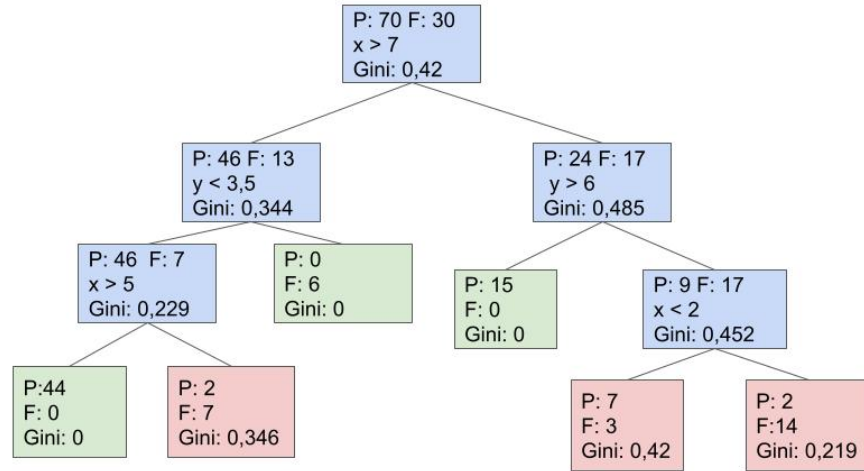 P: 70 F: 30
x > 7
Gini: 0,42
P: 46 F: 13
y < 3,5
Gini: 0,344
P: 24 F: 17
y > 6
Gini: 0,485
P: 46 F: 7
x > 5
Gini: 0,229
P: 0
F: 6
Gini: 0
P: 15
F: 0
Gini: 0
P: 9 F: 17
x < 2
Gini: 0,452
P:44
F: 0
Gini: 0
P: 2
F: 7
Gini: 0,346
P: 7
F: 3
Gini: 0,42
P: 2
F:14
Gini: 0,219